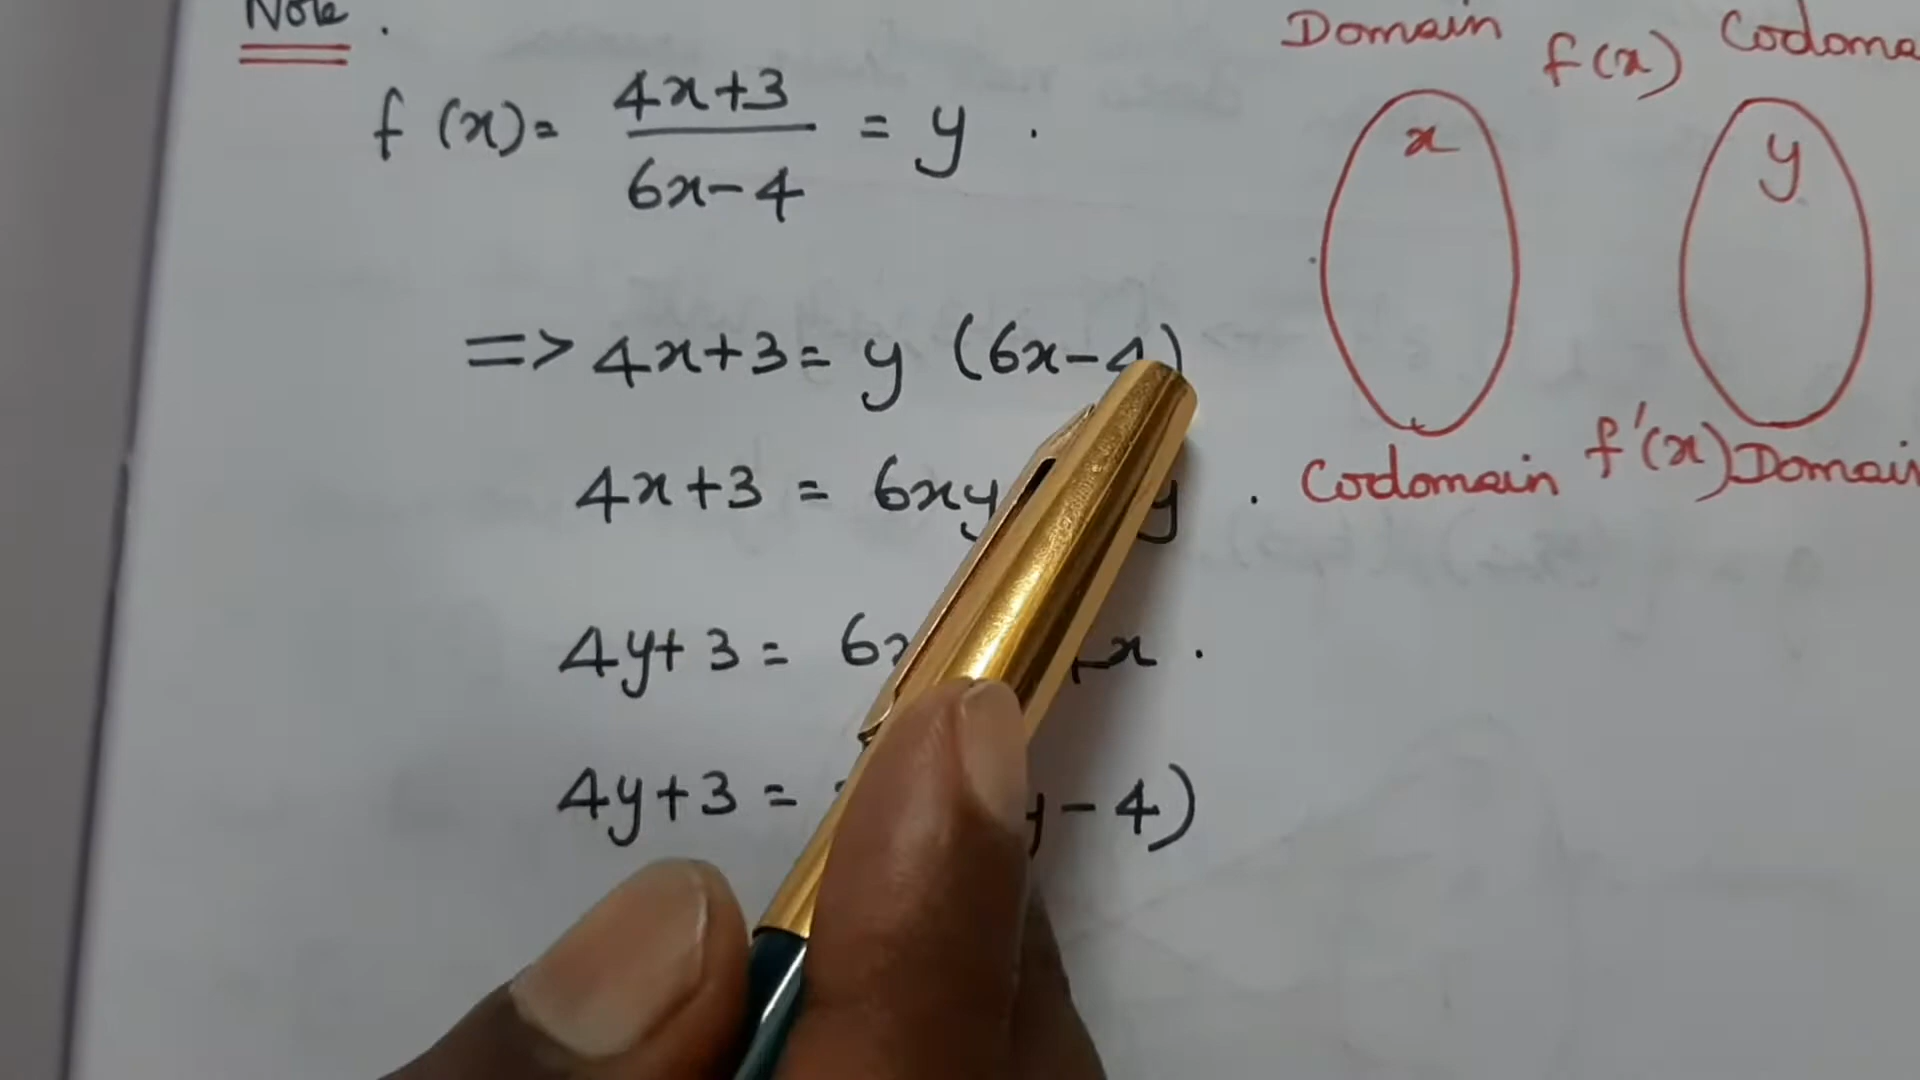 Note.
f(x) = 4x+3 / 6x-4 = y.
=> 4x+3 = y (6x-4)
4x+3 = 6xy y.
4y+3 = 6x x.
4y+3 = y-4)
Domain f(x) Codoma
x y
Codomain f'(x) Domain